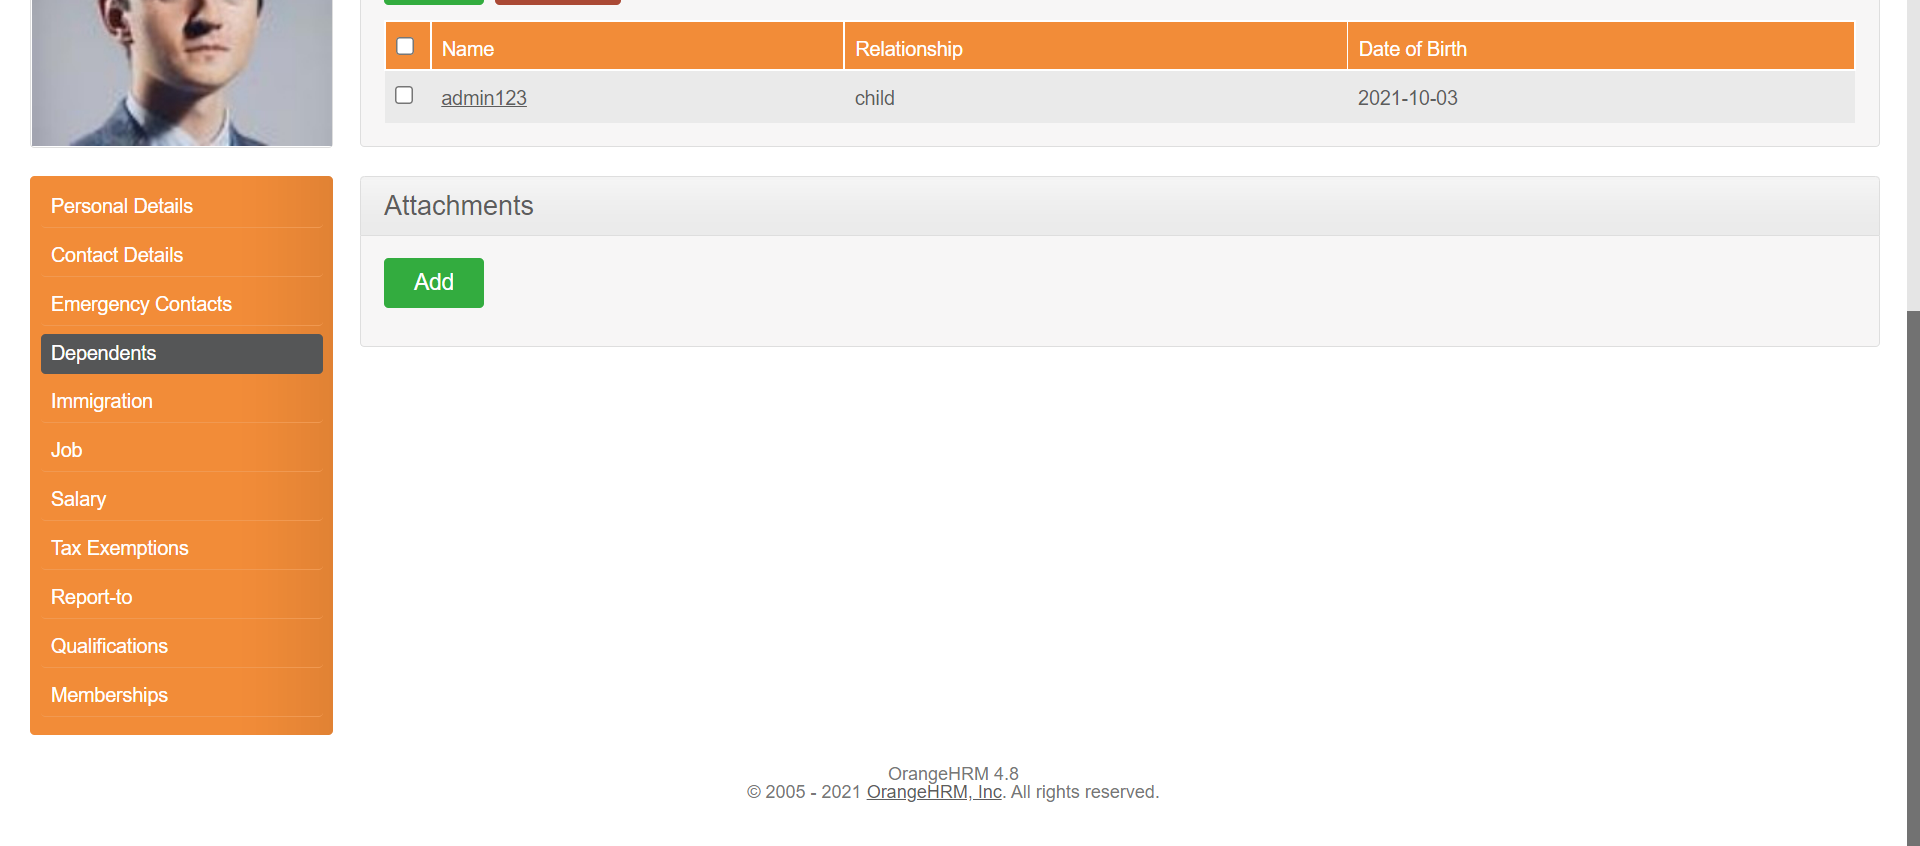 Name Relationship Date of Birth
admin123 child 2021-10-03
Personal Details
Contact Details
Emergency Contacts
Dependents
Immigration
Job
Salary
Tax Exemptions
Report-to
Qualifications
Memberships
Attachments
Add
OrangeHRM 4.8
© 2005 - 2021 OrangeHRM, Inc. All rights reserved.